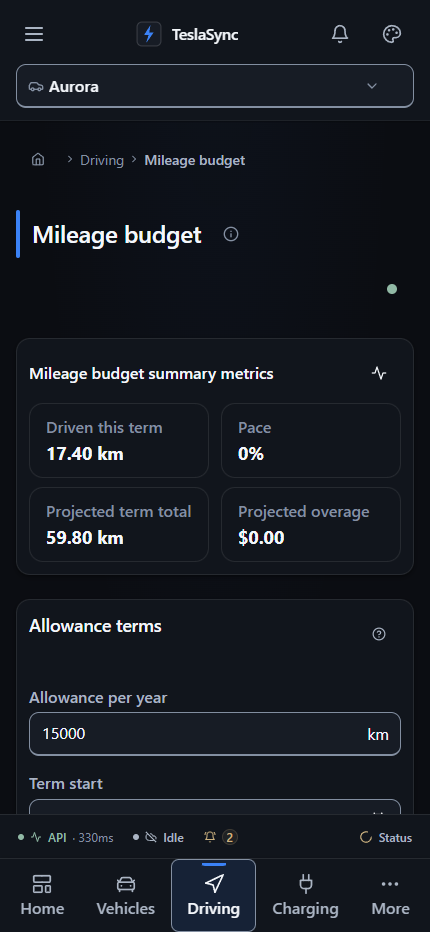 TeslaSync
Aurora
Driving
Mileage budget
Mileage budget
Mileage budget summary metrics
Driven this term
17.40 km
Pace
0%
Projected term total
59.80 km
Projected overage
$0.00
Allowance terms
Allowance per year
15000 km
Term start
API · 330ms Idle 2 Status
Home Vehicles Driving Charging More